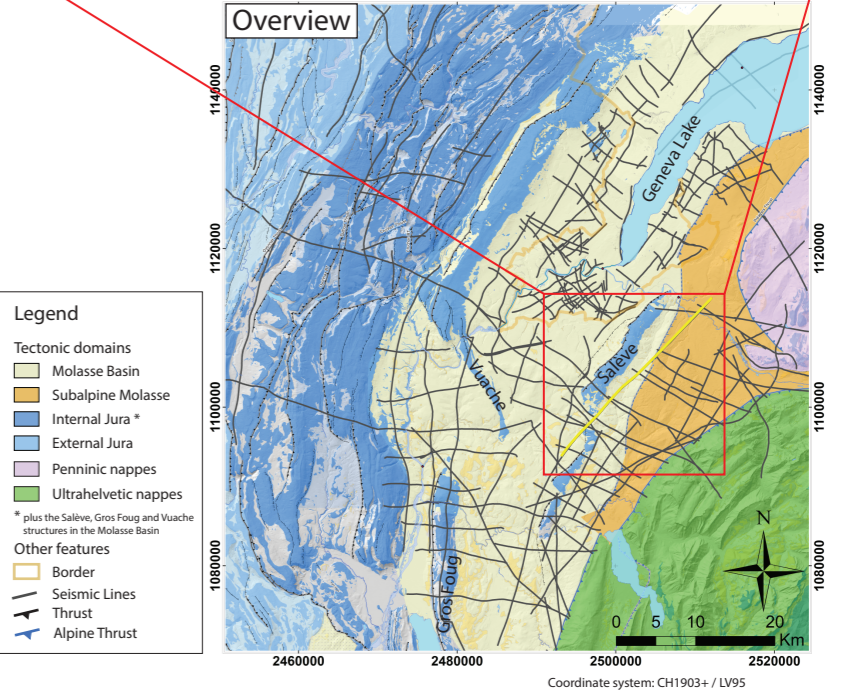 Overview
1140000
1120000
1100000
1080000
1140000
1120000
1100000
1080000
Geneva Lake
Salève
Vuache
Gros Foug
N
0 5 10 20
Km
2460000 2480000 2500000 2520000
Coordinate system: CH1903+ / LV95
Legend
Tectonic domains
Molasse Basin
Subalpine Molasse
Internal Jura *
External Jura
Penninic nappes
Ultrahelvetic nappes
* plus the Salève, Gros Foug and Vuache
structures in the Molasse Basin
Other features
Border
Seismic Lines
Thrust
Alpine Thrust